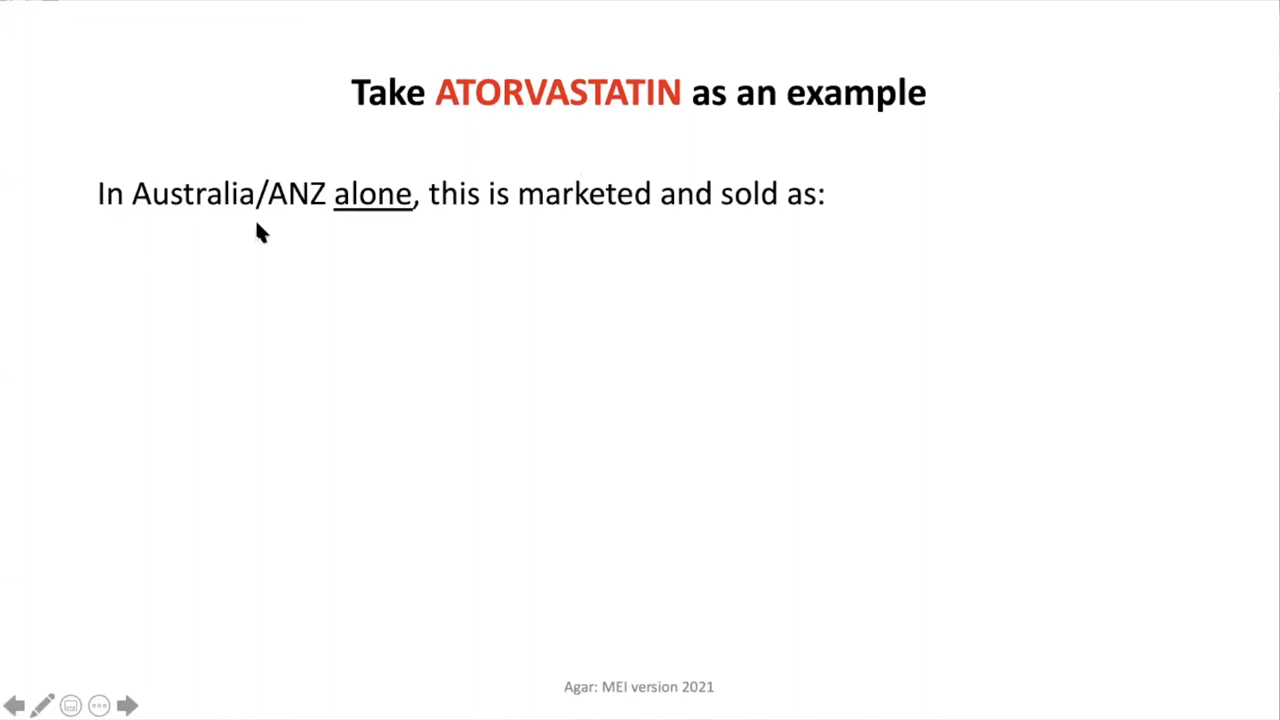 Take ATORVASTATIN as an example
In Australia/ANZ alone, this is marketed and sold as:
Agar: MEI version 2021